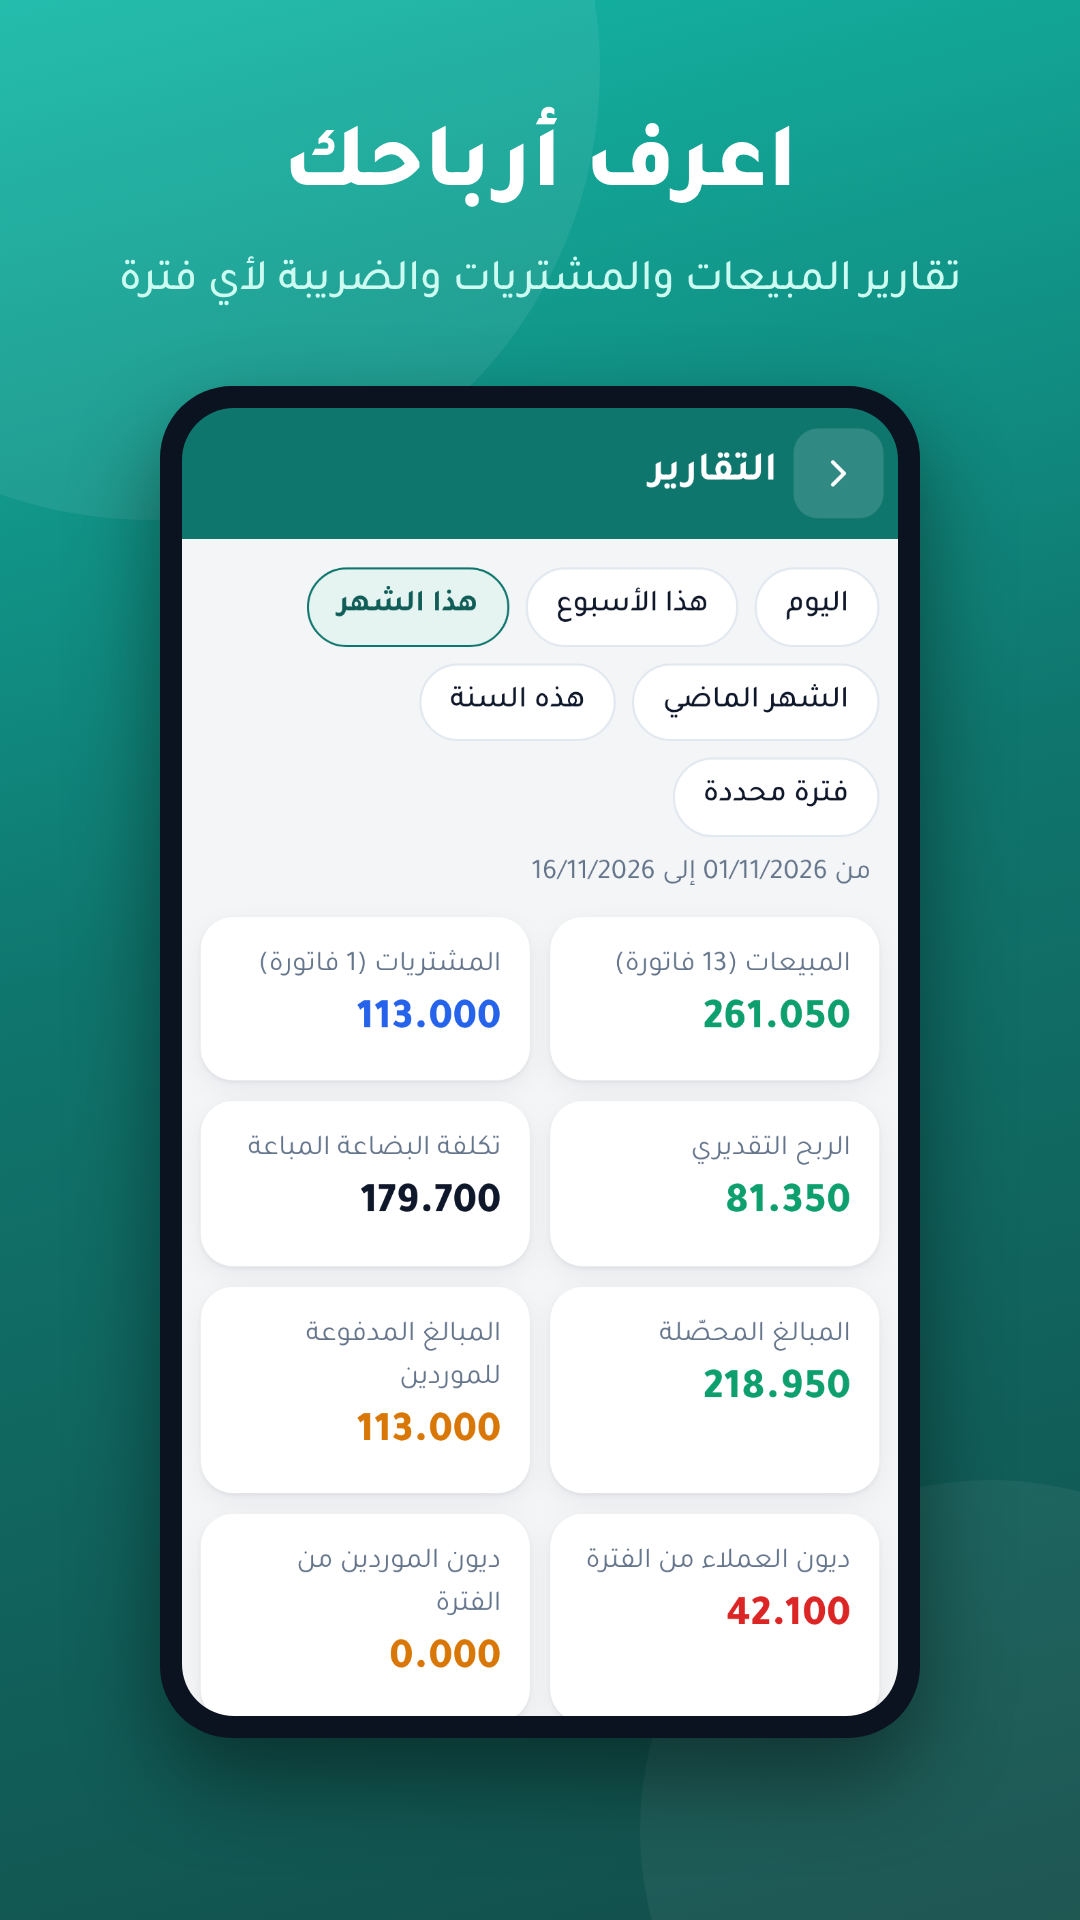 اعرف أرباحك
تقارير المبيعات والمشتريات والضريبة لأي فترة
التقارير
اليوم
هذا الأسبوع
هذا الشهر
الشهر الماضي
هذه السنة
فترة محددة
من 01/11/2026 إلى 16/11/2026
المبيعات (13 فاتورة)
261.050
المشتريات (1 فاتورة)
113.000
الربح التقديري
81.350
تكلفة البضاعة المباعة
179.700
المبالغ المحصّلة
218.950
المبالغ المدفوعة
للموردين
113.000
ديون العملاء من الفترة
42.100
ديون الموردين من
الفترة
0.000